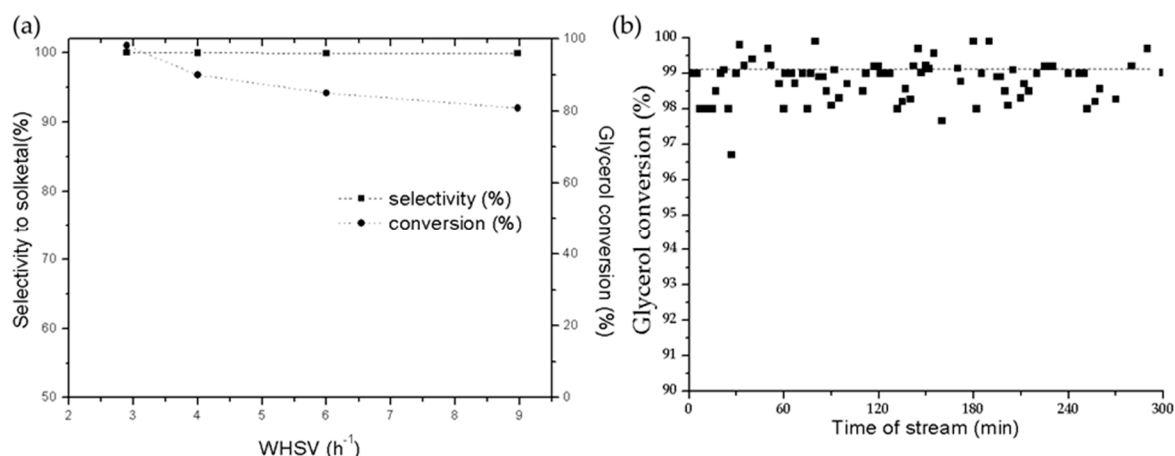 (a)
100
90
80
70
60
50
Selectivity to solketal(%)
2 3 4 5 6 7 8 9
WHSV (h-1)
selectivity (%)
conversion (%)
100
80
60
40
20
0
Glycerol conversion (%)
(b)
100
99
98
97
96
95
94
93
92
91
90
Glycerol conversion (%)
0 60 120 180 240 300
Time of stream (min)